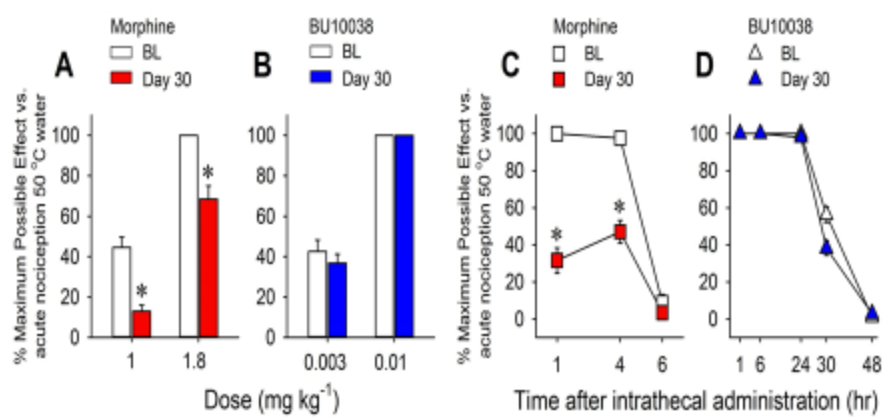 Morphine
BL
Day 30
BU10038
BL
Day 30
Morphine
BL
Day 30
BU10038
BL
Day 30
A
B
C
D
% Maximum Possible Effect vs.
acute nociception 50 °C water
100
80
60
40
20
0
*
*
1
1.8
100
80
60
40
20
0
0.003
0.01
Dose (mg kg-1)
% Maximum Possible Effect vs.
acute nociception 50 °C water
100
80
60
40
20
0
*
*
1
4
6
100
80
60
40
20
0
1 6 24 30 48
Time after intrathecal administration (hr)